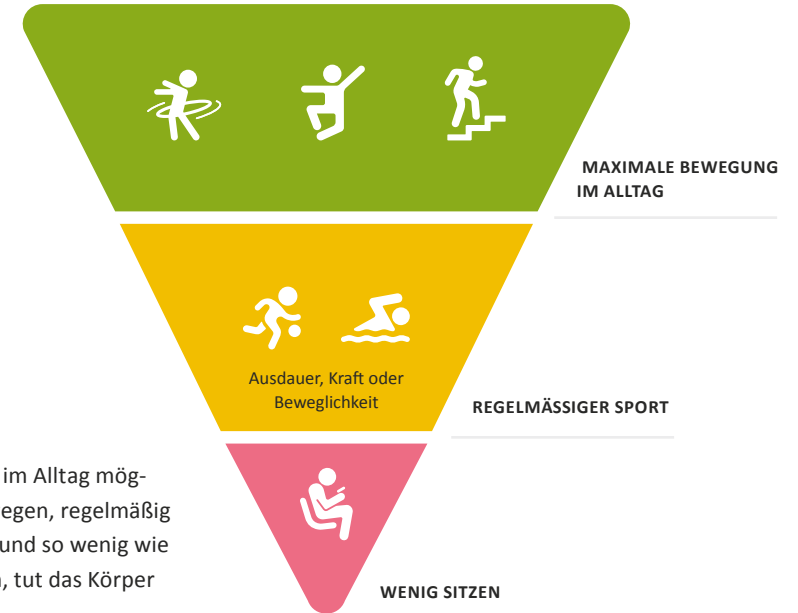 MAXIMALE BEWEGUNG
IM ALLTAG
Ausdauer, Kraft oder
Beweglichkeit
REGELMÄSSIGER SPORT
im Alltag mög-
egen, regelmäßig
und so wenig wie
, tut das Körper
WENIG SITZEN